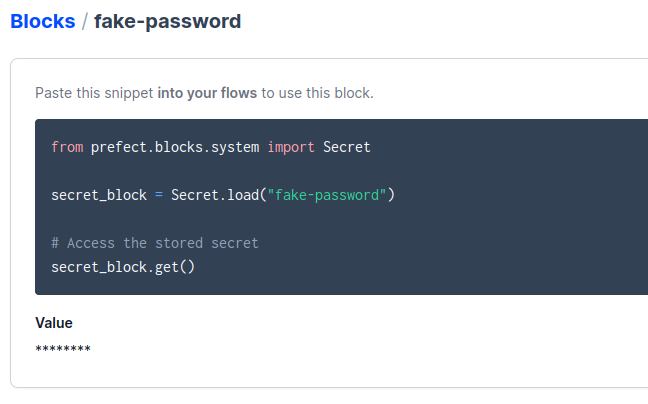 Blocks / fake-password
Paste this snippet into your flows to use this block.
from prefect.blocks.system import Secret
secret_block = Secret.load("fake-password")
# Access the stored secret
secret_block.get()
Value
********